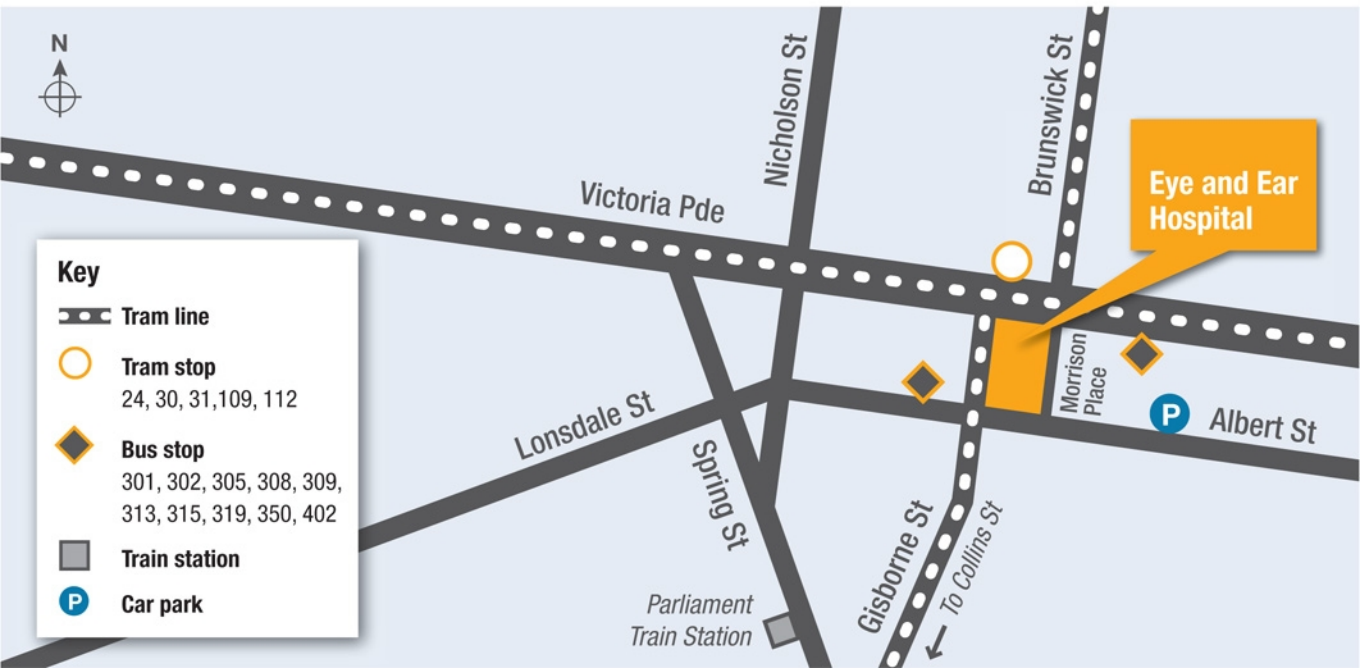 N
Nicholson St
Brunswick St
Victoria Pde
Eye and Ear
Hospital
Key
Tram line
Tram stop
24, 30, 31,109, 112
Bus stop
301, 302, 305, 308, 309,
313, 315, 319, 350, 402
Train station
P
Car park
Lonsdale St
Spring St
Morrison
Place
P
Albert St
Gisborne St
To Collins St
Parliament
Train Station